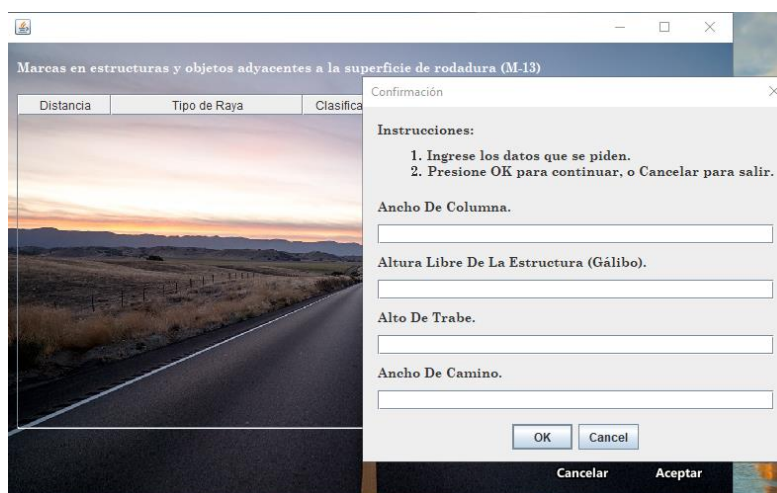 Marcas en estructuras y objetos adyacentes a la superficie de rodadura (M-13)
Distancia
Tipo de Raya
Clasifica
Confirmación
Instrucciones:
1. Ingrese los datos que se piden.
2. Presione OK para continuar, o Cancelar para salir.
Ancho De Columna.
Altura Libre De La Estructura (Gálibo).
Alto De Trabe.
Ancho De Camino.
OK
Cancel
Cancelar
Aceptar